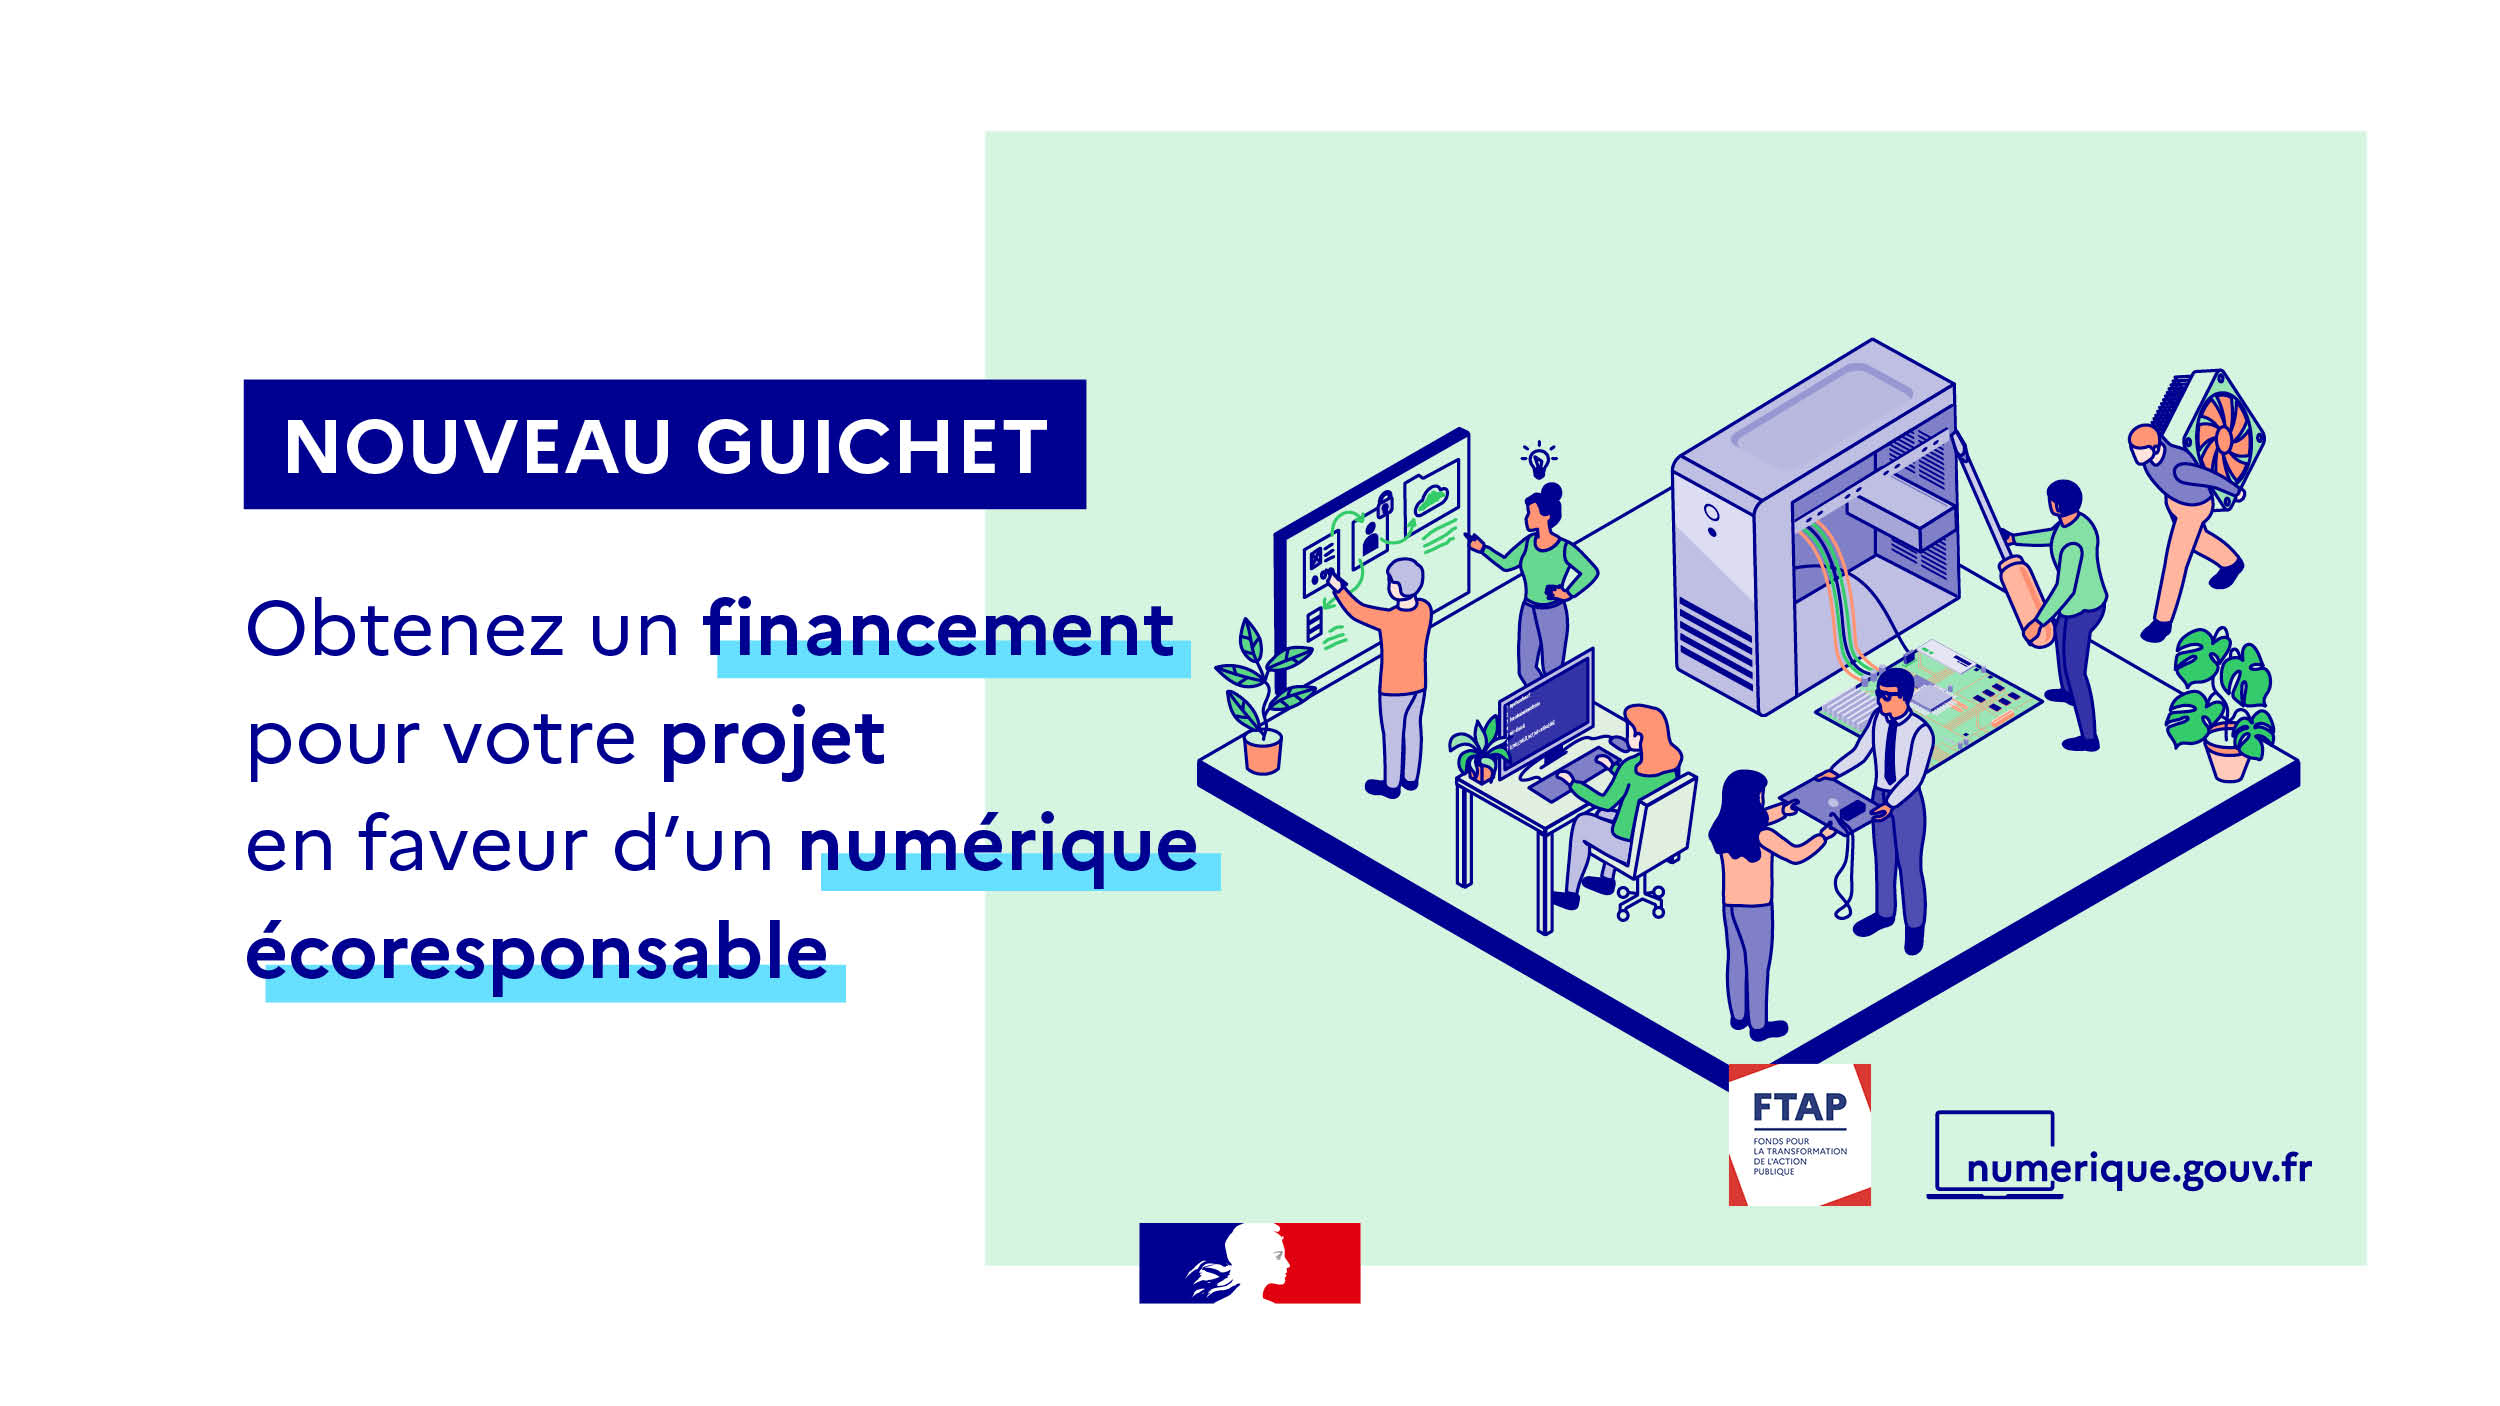 NOUVEAU GUICHET
Obtenez un financement
pour votre projet
en faveur d'un numérique
écoresponsable
FTAP
FONDS POUR
LA TRANSFORMATION
DE L'ACTION
PUBLIQUE
numerique.gouv.fr